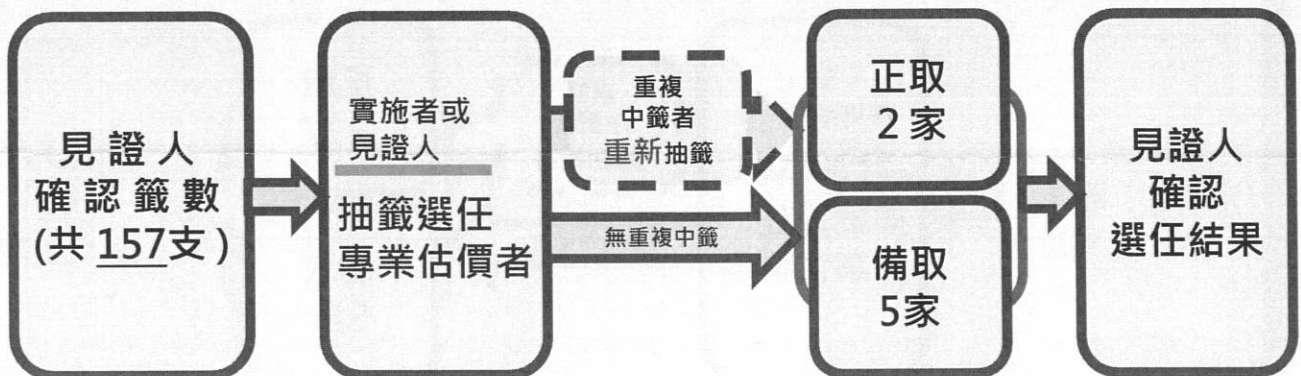 見證人
確認籤數
(共157支)
實施者或
見證人
抽籤選任
專業估價者
重複
中籤者
重新抽籤
無重複中籤
正取
2家
備取
5家
見證人
確認
選任結果